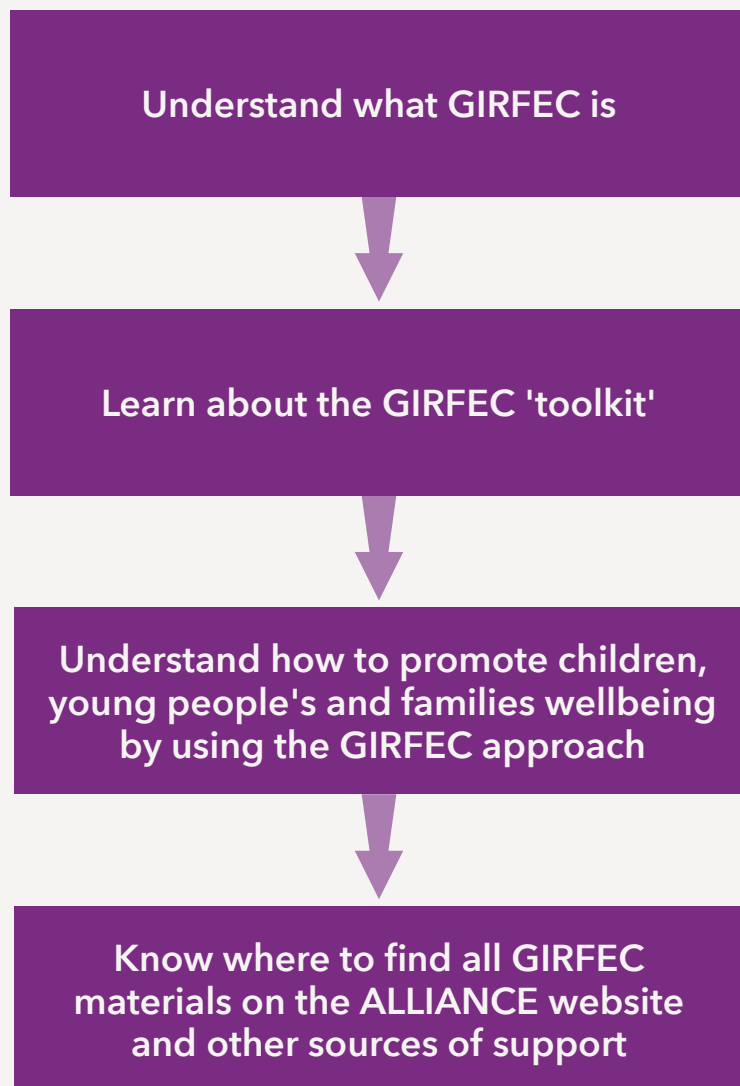 Understand what GIRFEC is
Learn about the GIRFEC 'toolkit'
Understand how to promote children,
young people's and families wellbeing
by using the GIRFEC approach
Know where to find all GIRFEC
materials on the ALLIANCE website
and other sources of support